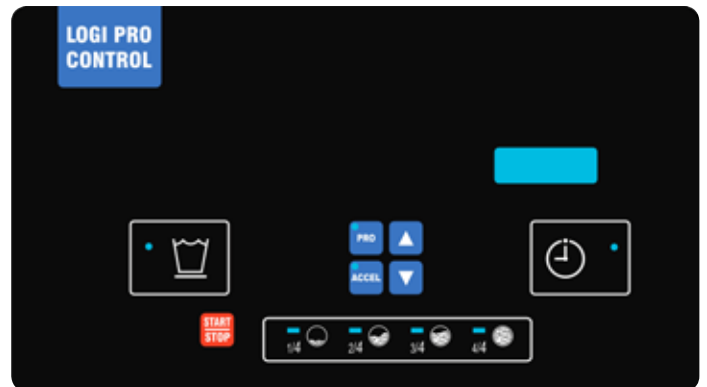 LOGI PRO
CONTROL
PRO
ACCEL
START
STOP
1/4
2/4
3/4
4/4